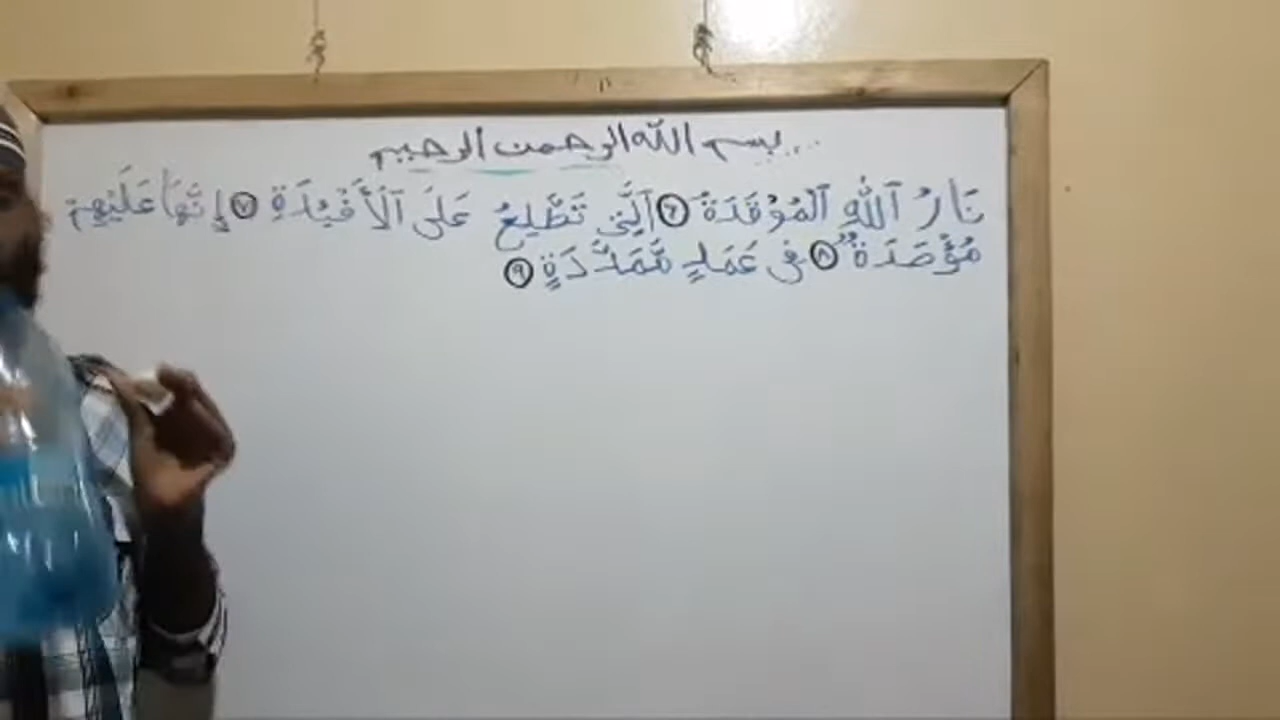 ...بسم الله الرحمن الرحيم
نَارُ ٱللَّهِ ٱلْمُوقَدَةُ ٦ ٱلَّتِى تَطَّلِعُ عَلَى ٱلْأَفْـِٔدَةِ ٧ إِنَّهَا عَلَيْهِم
مُّؤْصَدَةٌ ٨ فِى عَمَدٍ مُّمَدَّدَةٍ ٩